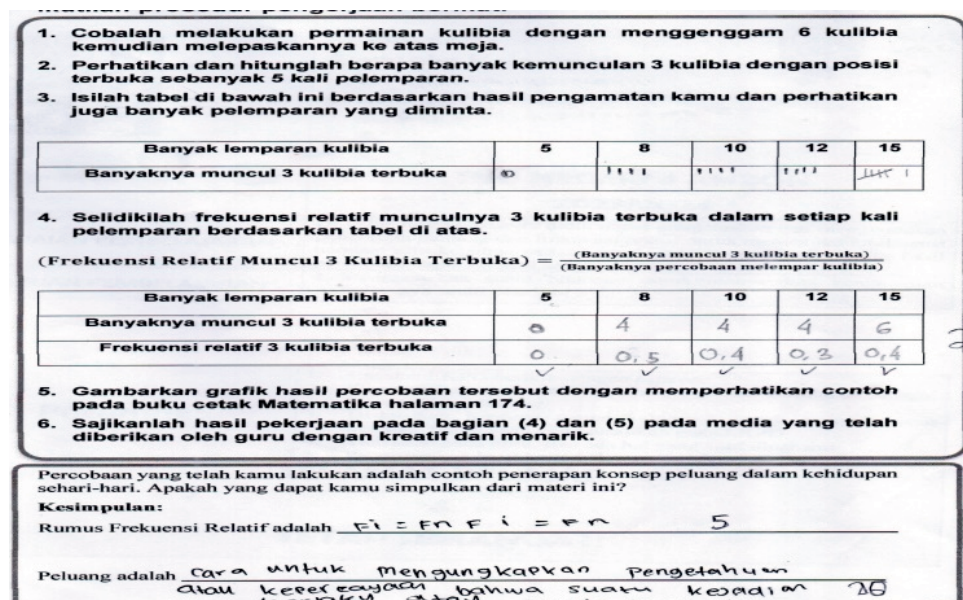 1. Cobalah melakukan permainan kulibia dengan menggenggam 6 kulibia
kemudian melepaskannya ke atas meja.
2. Perhatikan dan hitunglah berapa banyak kemunculan 3 kulibia dengan posisi
terbuka sebanyak 5 kali pelemparan.
3. Isilah tabel di bawah ini berdasarkan hasil pengamatan kamu dan perhatikan
juga banyak pelemparan yang diminta.
Banyak lemparan kulibia 5 8 10 12 15
Banyaknya muncul 3 kulibia terbuka 0 |||| |||| |||| |||| |
4. Selidikilah frekuensi relatif munculnya 3 kulibia terbuka dalam setiap kali
pelemparan berdasarkan tabel di atas.
(Frekuensi Relatif Muncul 3 Kulibia Terbuka) = (Banyaknya muncul 3 kulibia terbuka)
(Banyaknya percobaan melempar kulibia)
Banyak lemparan kulibia 5 8 10 12 15
Banyaknya muncul 3 kulibia terbuka 0 4 4 4 6
Frekuensi relatif 3 kulibia terbuka 0 0,5 0,4 0,3 0,4
5. Gambarkan grafik hasil percobaan tersebut dengan memperhatikan contoh
pada buku cetak Matematika halaman 174.
6. Sajikanlah hasil pekerjaan pada bagian (4) dan (5) pada media yang telah
diberikan oleh guru dengan kreatif dan menarik.
Percobaan yang telah kamu lakukan adalah contoh penerapan konsep peluang dalam kehidupan
sehari-hari. Apakah yang dapat kamu simpulkan dari materi ini?
Kesimpulan:
Rumus Frekuensi Relatif adalah Fi = Fn F i = Fn 5
Peluang adalah Cara untuk mengungkapkan Pengetahuan
atau kepercayaan bahwa suatu kejadian